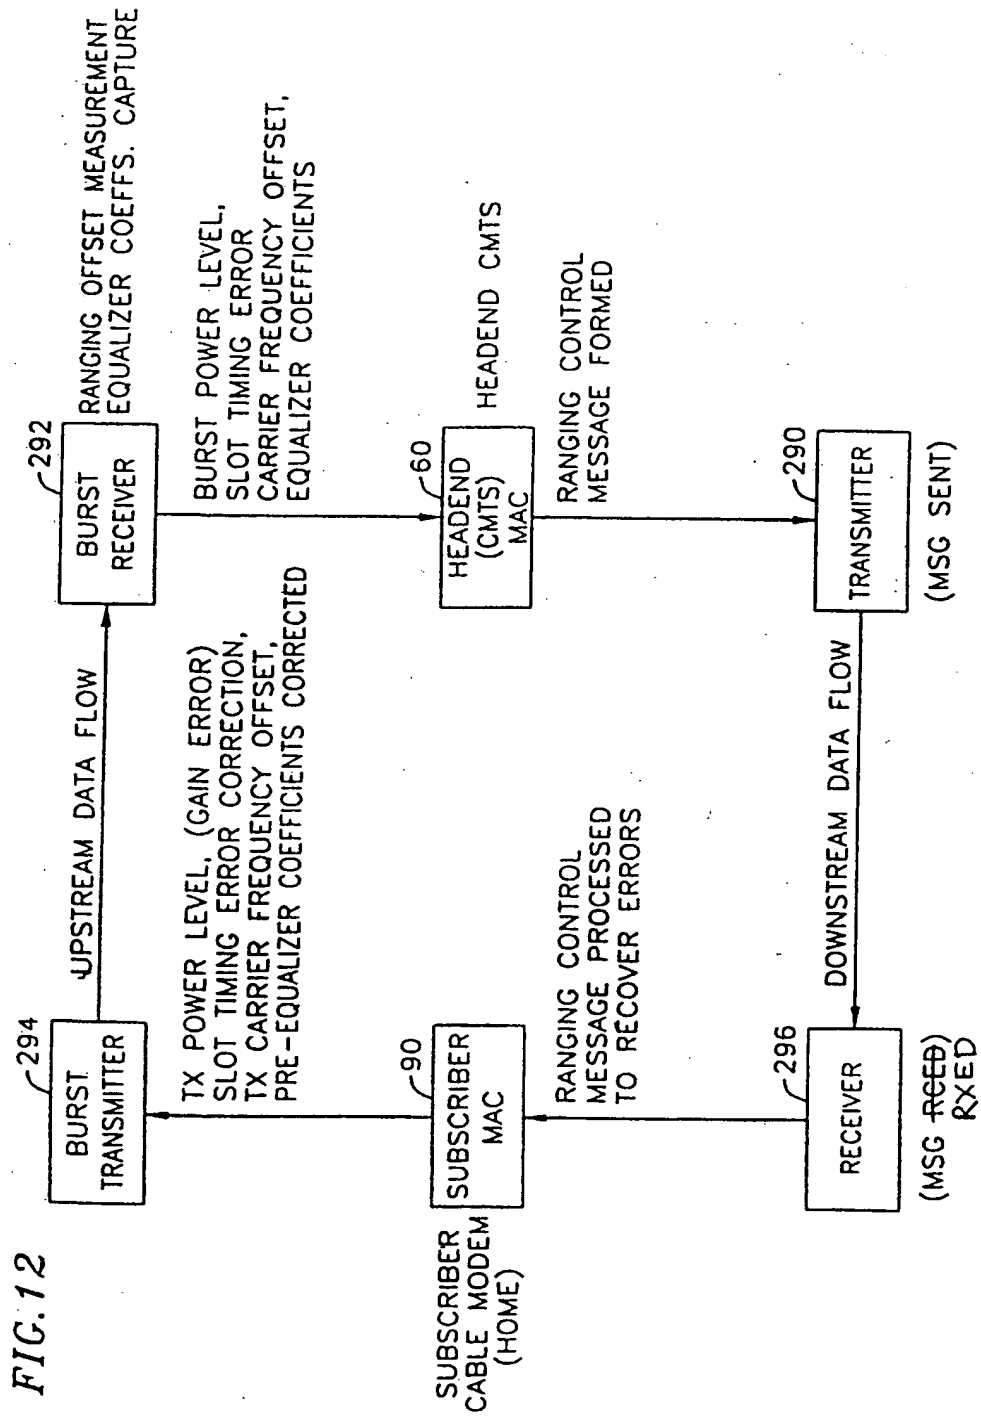 FIG.12
294
BURST
TRANSMITTER
UPSTREAM DATA FLOW
292
BURST
RECEIVER
RANGING OFFSET MEASUREMENT
EQUALIZER COEFFS. CAPTURE
TX POWER LEVEL, (GAIN ERROR)
SLOT TIMING ERROR CORRECTION,
TX CARRIER FREQUENCY OFFSET,
PRE-EQUALIZER COEFFICIENTS CORRECTED
BURST POWER LEVEL,
SLOT TIMING ERROR
CARRIER FREQUENCY OFFSET,
EQUALIZER COEFFICIENTS
SUBSCRIBER
CABLE MODEM
(HOME)
90
SUBSCRIBER
MAC
60
HEADEND
(CMTS)
MAC
HEADEND CMTS
RANGING CONTROL
MESSAGE PROCESSED
TO RECOVER ERRORS
RANGING CONTROL
MESSAGE FORMED
296
RECEIVER
(MSG RCED)
RXED
DOWNSTREAM DATA FLOW
290
TRANSMITTER
(MSG SENT)